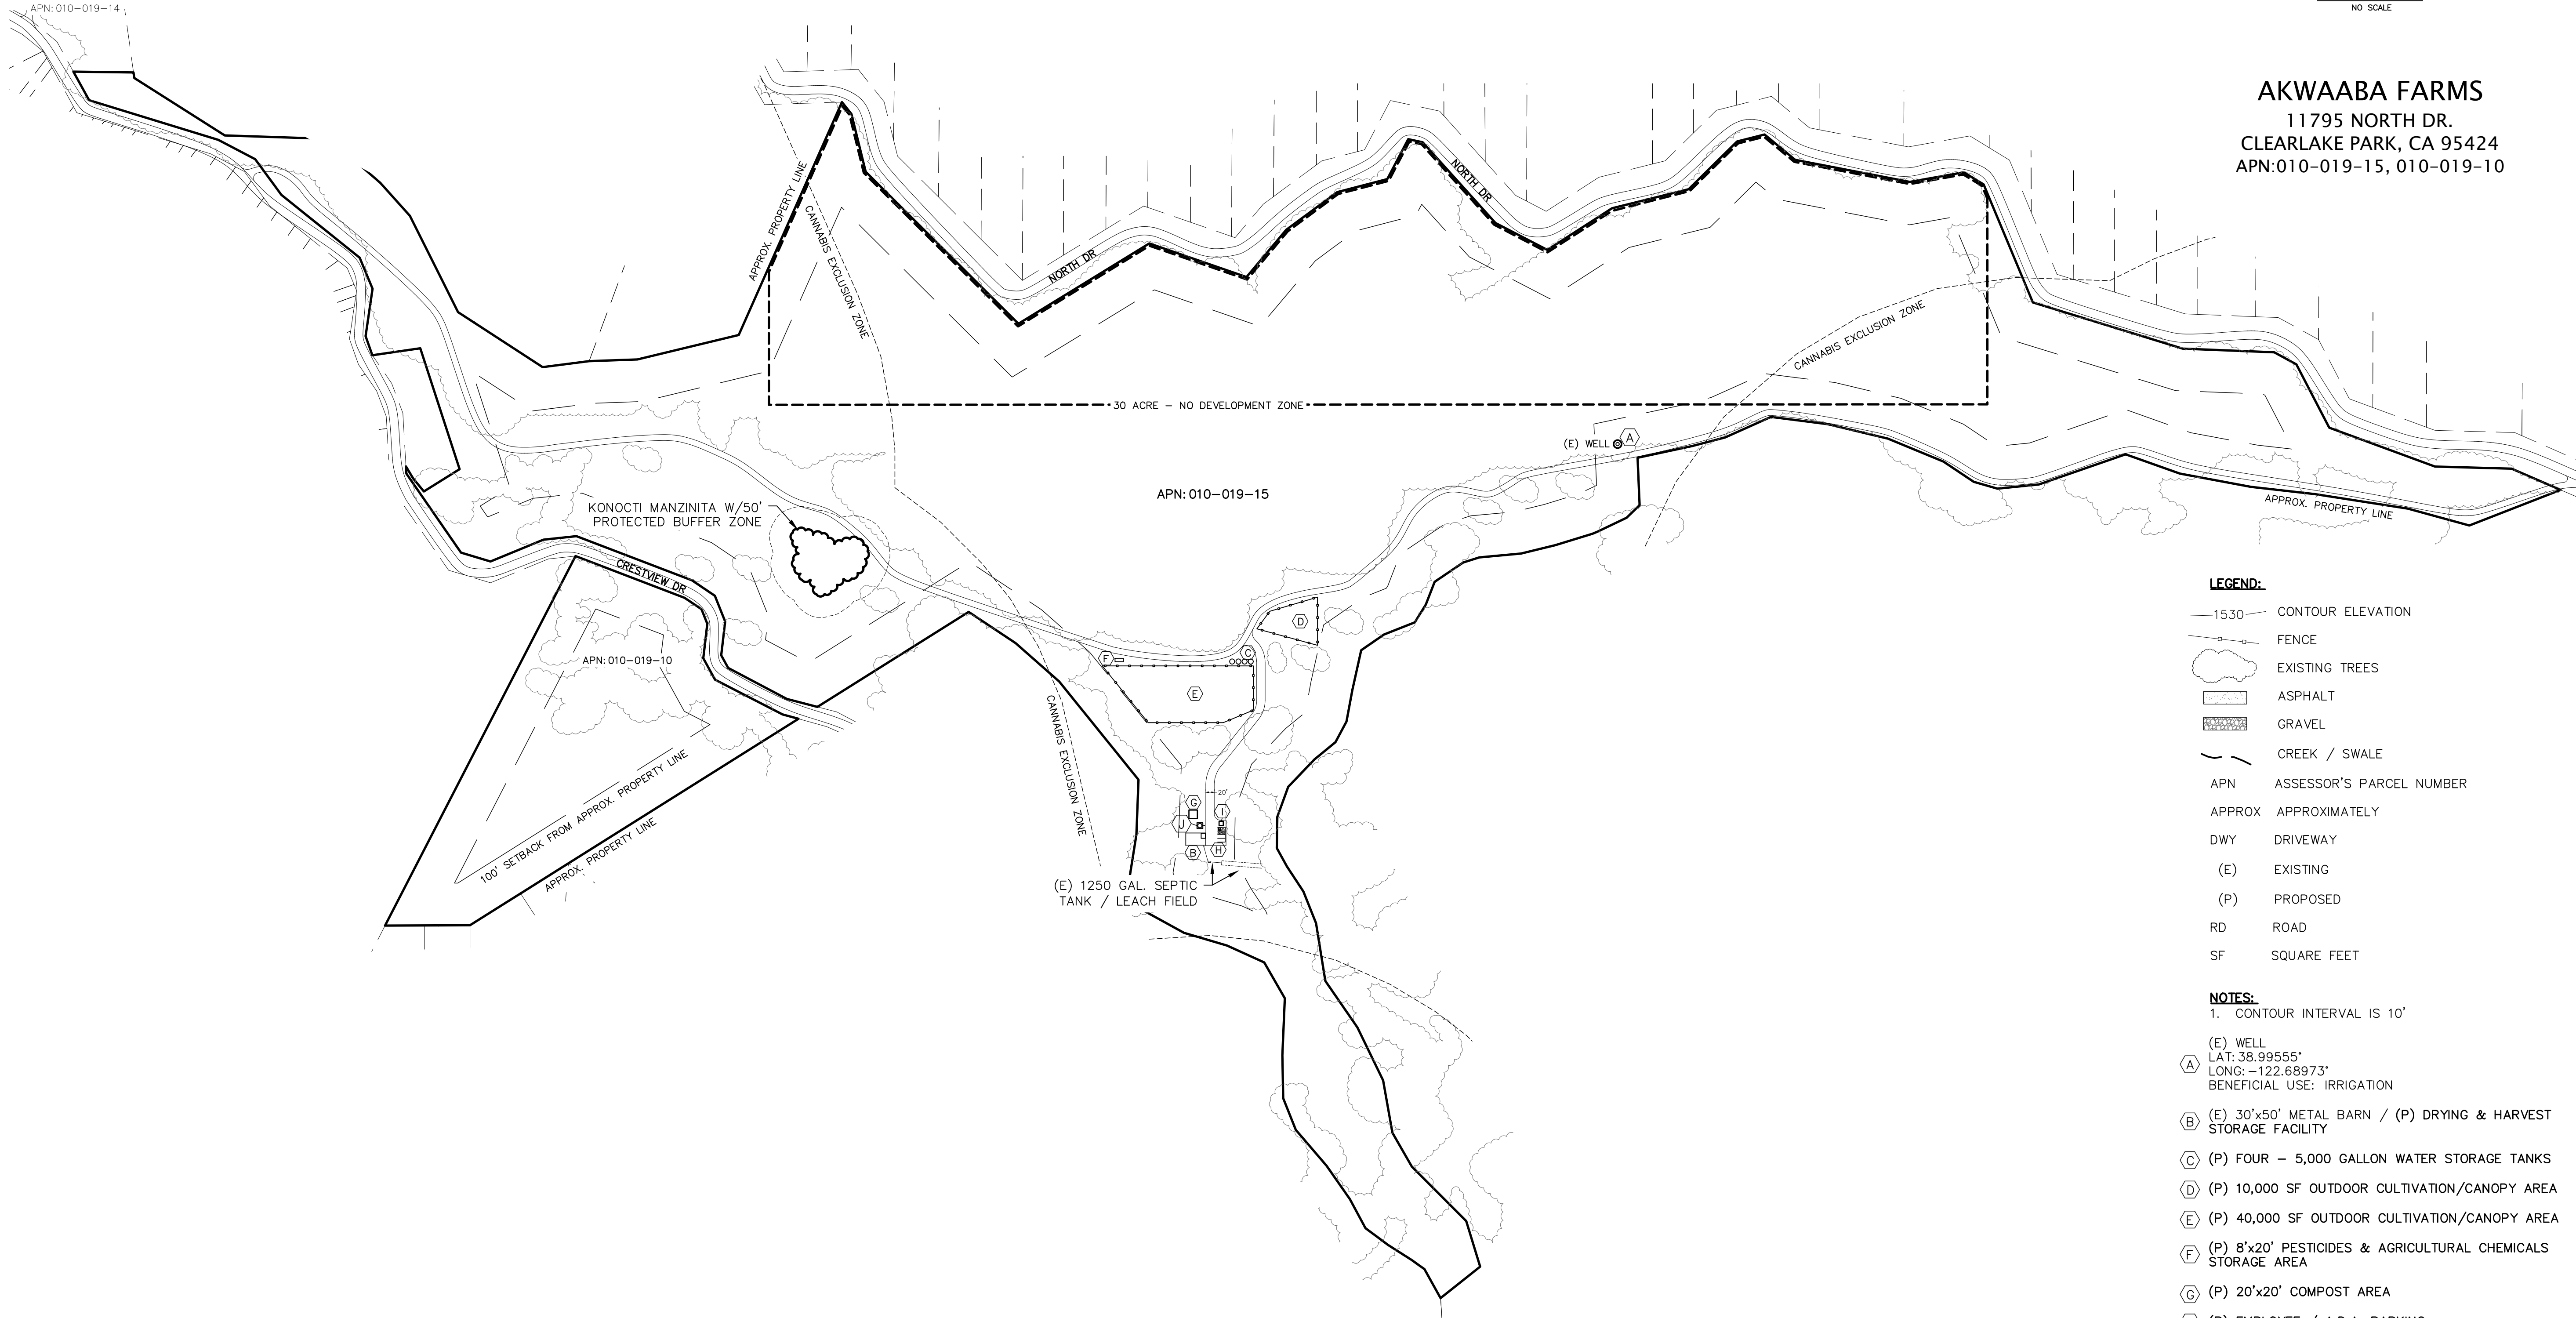 APN: 010-019-14
NO SCALE
AKWAABA FARMS
11795 NORTH DR.
CLEARLAKE PARK, CA 95424
APN:010-019-15, 010-019-10
APPROX. PROPERTY LINE
CANNABIS EXCLUSION ZONE
NORTH DR
NORTH DR
CANNABIS EXCLUSION ZONE
30 ACRE – NO DEVELOPMENT ZONE
(E) WELL
A
APN: 010-019-15
KONOCTI MANZINITA W/50'
PROTECTED BUFFER ZONE
APPROX. PROPERTY LINE
CRESTVIEW DR
APN: 010-019-10
D
C
F
E
CANNABIS EXCLUSION ZONE
100' SETBACK FROM APPROX. PROPERTY LINE
APPROX. PROPERTY LINE
20'
G
I
J
B
H
(E) 1250 GAL. SEPTIC
TANK / LEACH FIELD
LEGEND:
1530 CONTOUR ELEVATION
FENCE
EXISTING TREES
ASPHALT
GRAVEL
CREEK / SWALE
APN ASSESSOR'S PARCEL NUMBER
APPROX APPROXIMATELY
DWY DRIVEWAY
(E) EXISTING
(P) PROPOSED
RD ROAD
SF SQUARE FEET
NOTES:
1. CONTOUR INTERVAL IS 10'
(E) WELL
LAT: 38.99555°
A
LONG: –122.68973°
BENEFICIAL USE: IRRIGATION
B (E) 30'x50' METAL BARN / (P) DRYING & HARVEST
STORAGE FACILITY
C (P) FOUR – 5,000 GALLON WATER STORAGE TANKS
D (P) 10,000 SF OUTDOOR CULTIVATION/CANOPY AREA
E (P) 40,000 SF OUTDOOR CULTIVATION/CANOPY AREA
F (P) 8'x20' PESTICIDES & AGRICULTURAL CHEMICALS
STORAGE AREA
G (P) 20'x20' COMPOST AREA
(P) EMPLOYEE / A.D.A. PARKING